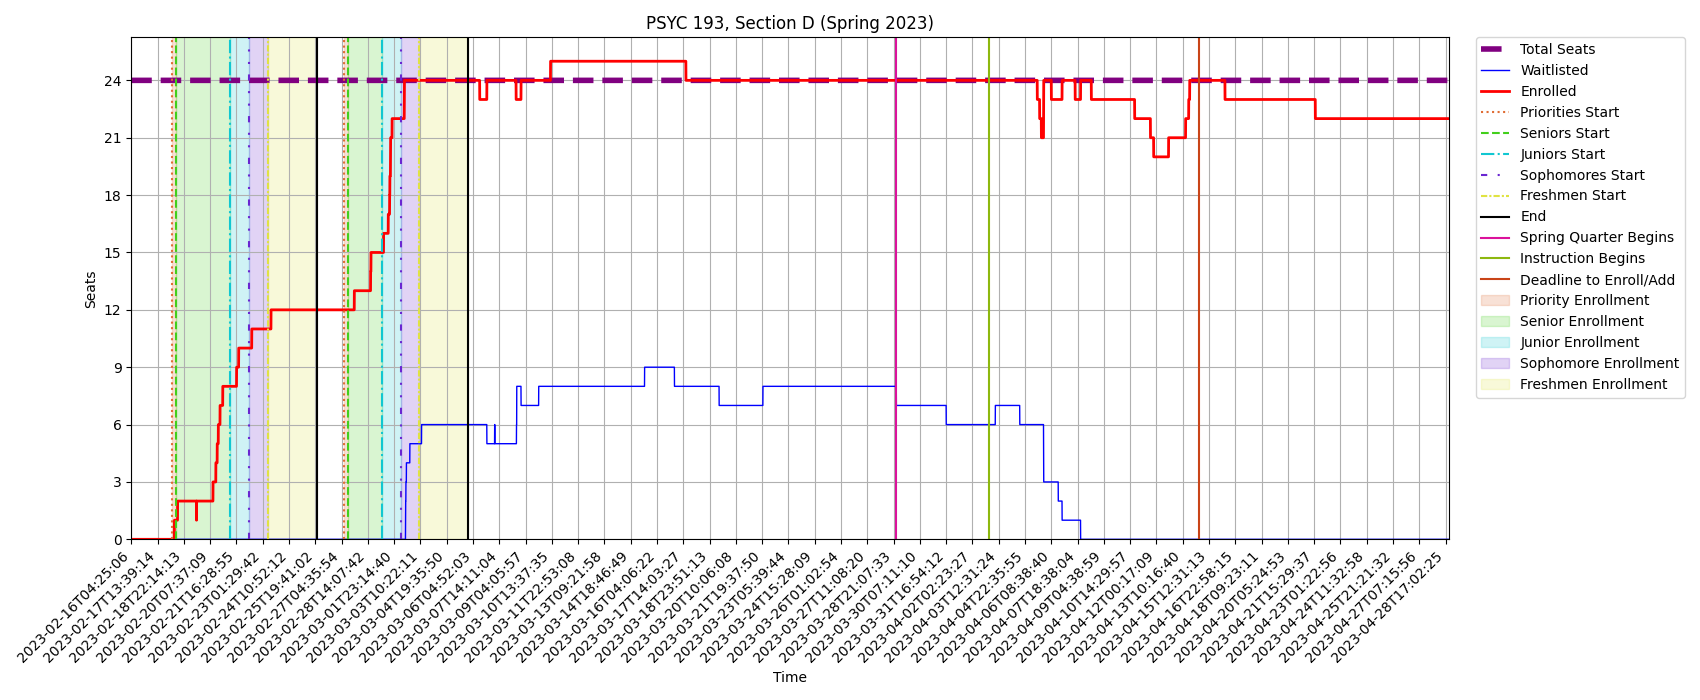 PSYC 193, Section D (Spring 2023)
Seats
24
21
18
15
12
9
6
3
0
2023-02-16T04:25:06
2023-02-17T13:39:14
2023-02-18T22:14:13
2023-02-20T07:37:09
2023-02-21T16:28:55
2023-02-23T01:29:42
2023-02-24T10:52:12
2023-02-25T19:41:02
2023-02-27T04:35:54
2023-02-28T14:07:42
2023-03-01T23:14:40
2023-03-03T10:22:11
2023-03-04T19:35:50
2023-03-06T04:52:03
2023-03-07T14:11:04
2023-03-09T04:05:57
2023-03-10T13:37:35
2023-03-11T22:53:08
2023-03-13T09:21:58
2023-03-14T18:46:49
2023-03-16T04:06:22
2023-03-17T14:03:27
2023-03-18T23:51:13
2023-03-20T10:06:08
2023-03-21T19:37:50
2023-03-23T05:39:44
2023-03-24T15:28:09
2023-03-26T01:02:54
2023-03-27T11:08:20
2023-03-28T21:07:33
2023-03-30T07:11:10
2023-03-31T16:54:12
2023-04-02T02:23:27
2023-04-03T12:31:24
2023-04-04T22:35:55
2023-04-06T08:38:40
2023-04-07T18:38:04
2023-04-09T04:38:59
2023-04-10T14:29:57
2023-04-12T00:17:09
2023-04-13T10:16:40
2023-04-15T12:31:13
2023-04-16T22:58:15
2023-04-18T09:23:11
2023-04-20T05:24:53
2023-04-21T15:29:37
2023-04-23T01:22:56
2023-04-24T11:32:58
2023-04-25T21:21:32
2023-04-27T07:15:56
2023-04-28T17:02:25
Time
Total Seats
Waitlisted
Enrolled
Priorities Start
Seniors Start
Juniors Start
Sophomores Start
Freshmen Start
End
Spring Quarter Begins
Instruction Begins
Deadline to Enroll/Add
Priority Enrollment
Senior Enrollment
Junior Enrollment
Sophomore Enrollment
Freshmen Enrollment